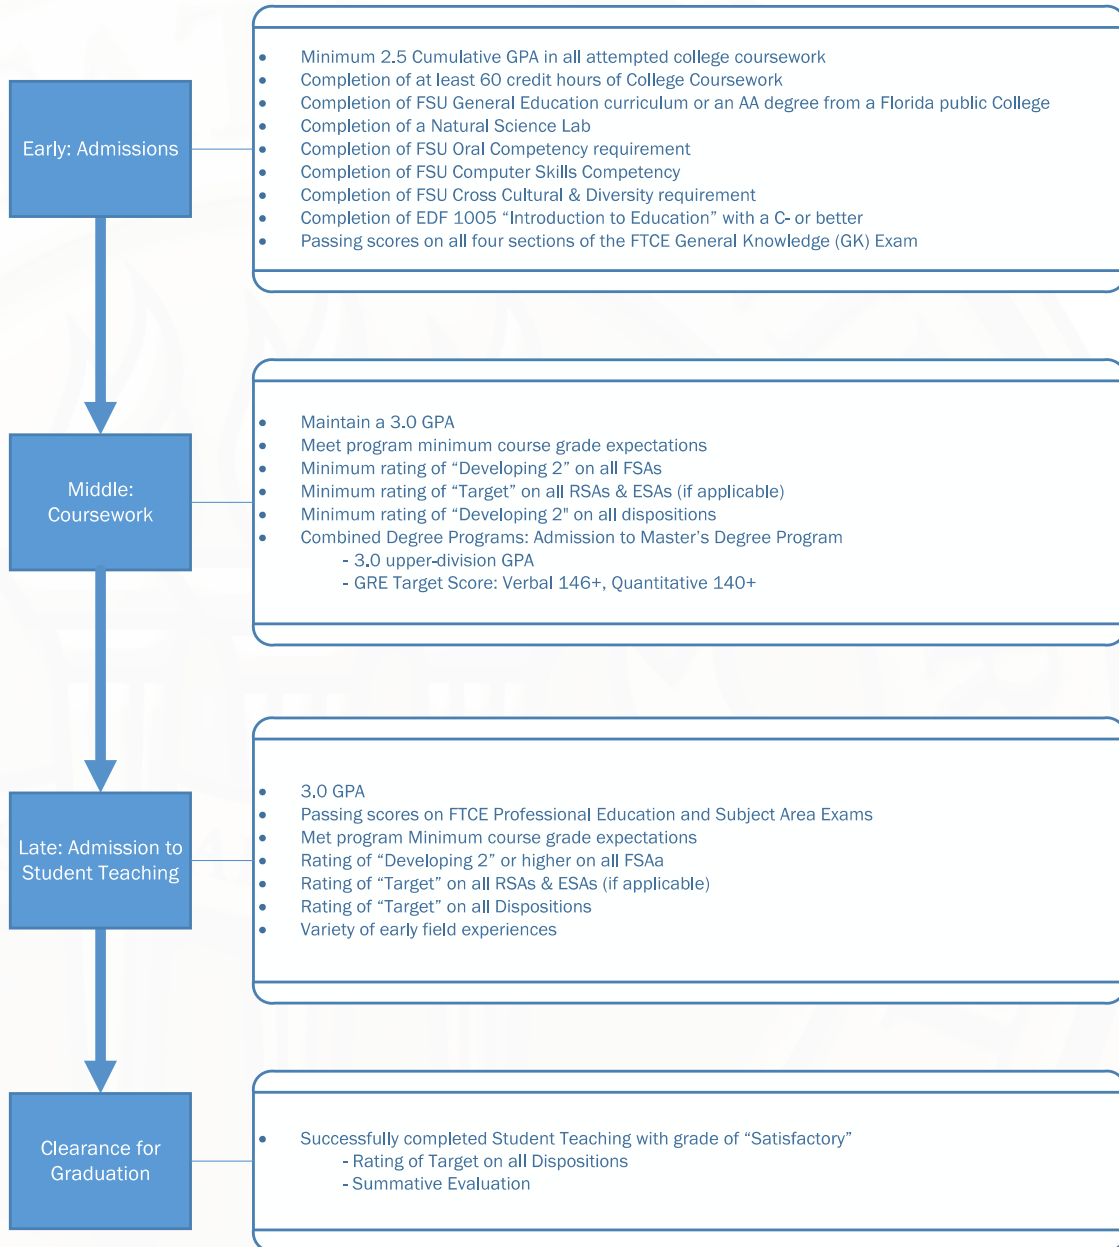 Early: Admissions
• Minimum 2.5 Cumulative GPA in all attempted college coursework
• Completion of at least 60 credit hours of College Coursework
• Completion of FSU General Education curriculum or an AA degree from a Florida public College
• Completion of a Natural Science Lab
• Completion of FSU Oral Competency requirement
• Completion of FSU Computer Skills Competency
• Completion of FSU Cross Cultural & Diversity requirement
• Completion of EDF 1005 “Introduction to Education” with a C- or better
• Passing scores on all four sections of the FTCE General Knowledge (GK) Exam
Middle:
Coursework
• Maintain a 3.0 GPA
• Meet program minimum course grade expectations
• Minimum rating of “Developing 2” on all FSAs
• Minimum rating of “Target” on all RSAs & ESAs (if applicable)
• Minimum rating of “Developing 2" on all dispositions
• Combined Degree Programs: Admission to Master’s Degree Program
- 3.0 upper-division GPA
- GRE Target Score: Verbal 146+, Quantitative 140+
Late: Admission to
Student Teaching
• 3.0 GPA
• Passing scores on FTCE Professional Education and Subject Area Exams
• Met program Minimum course grade expectations
• Rating of “Developing 2” or higher on all FSAa
• Rating of “Target” on all RSAs & ESAs (if applicable)
• Rating of “Target” on all Dispositions
• Variety of early field experiences
Clearance for
Graduation
• Successfully completed Student Teaching with grade of “Satisfactory”
- Rating of Target on all Dispositions
- Summative Evaluation